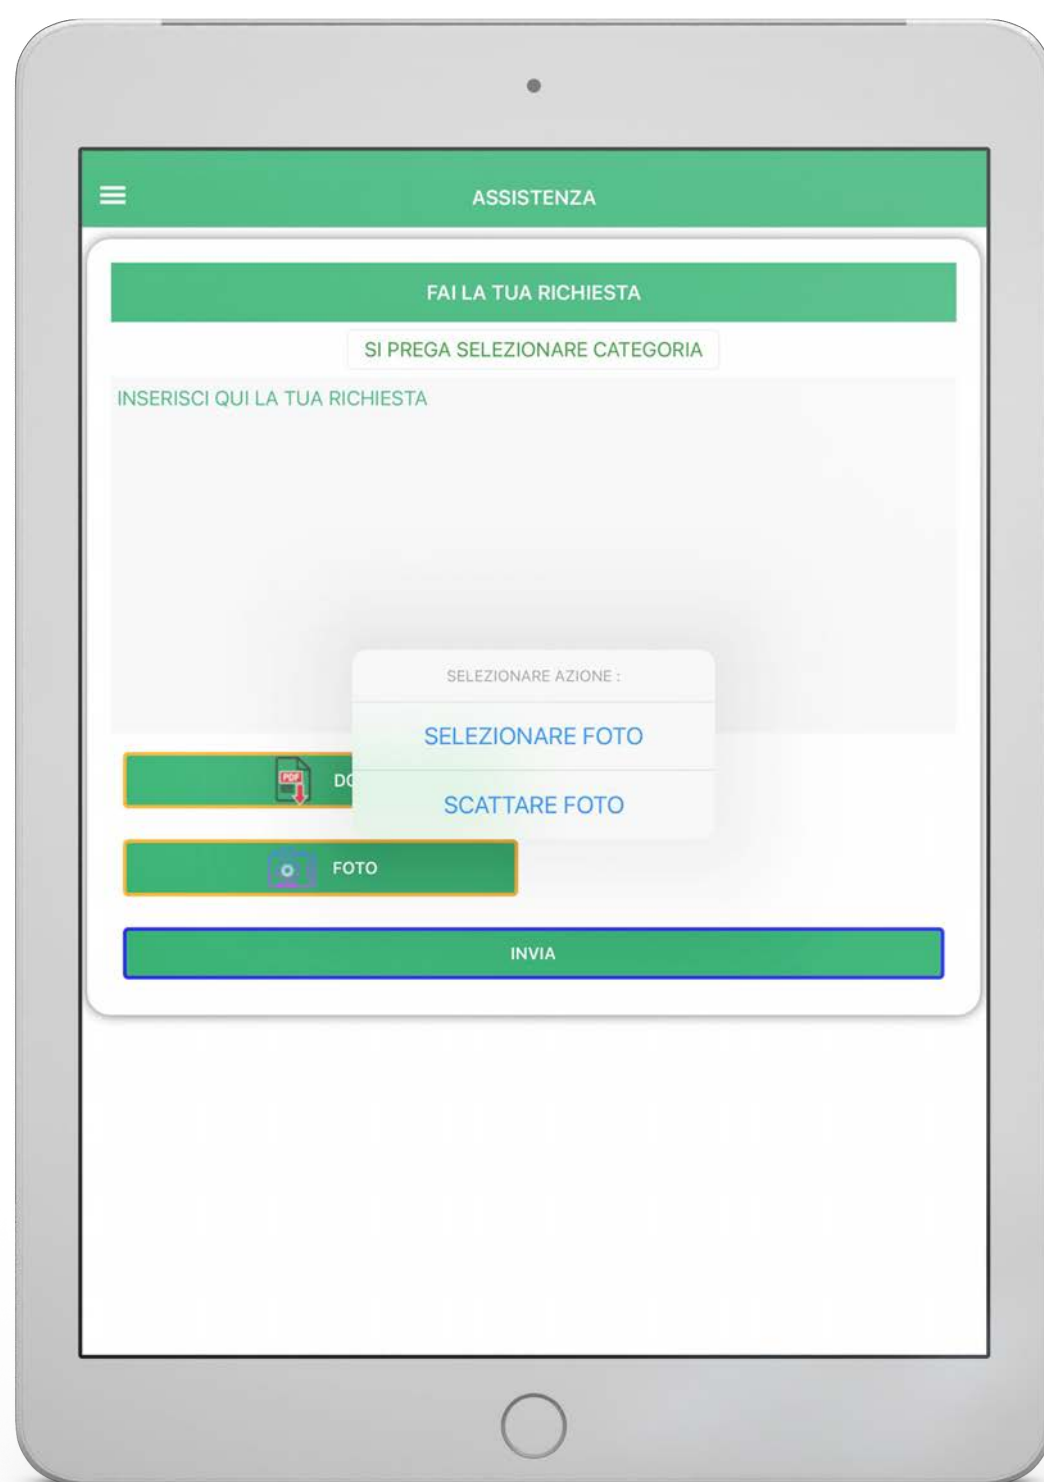 ASSISTENZA
FAI LA TUA RICHIESTA
SI PREGA SELEZIONARE CATEGORIA
INSERISCI QUI LA TUA RICHIESTA
SELEZIONARE AZIONE :
SELEZIONARE FOTO
PDF
SCATTARE FOTO
FOTO
INVIA